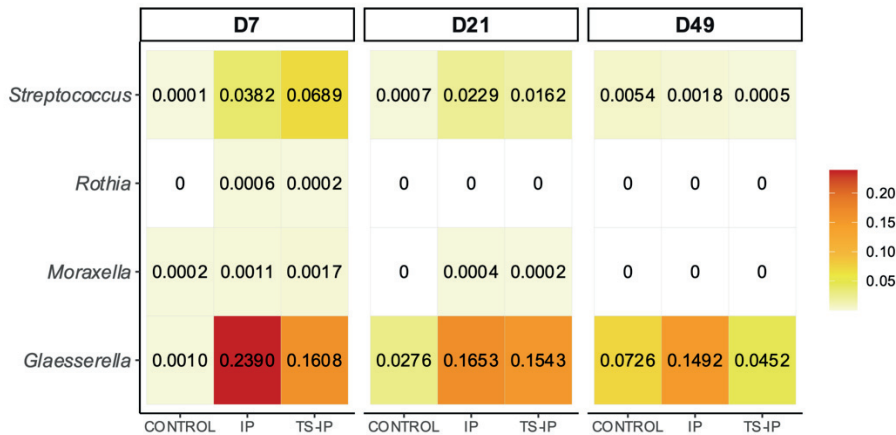 D7 D21 D49
Streptococcus 0.0001 0.0382 0.0689 0.0007 0.0229 0.0162 0.0054 0.0018 0.0005
Rothia 0 0.0006 0.0002 0 0 0 0 0 0
Moraxella 0.0002 0.0011 0.0017 0 0.0004 0.0002 0 0 0
Glaesserella 0.0010 0.2390 0.1608 0.0276 0.1653 0.1543 0.0726 0.1492 0.0452
CONTROL IP TS-IP CONTROL IP TS-IP CONTROL IP TS-IP
0.20
0.15
0.10
0.05